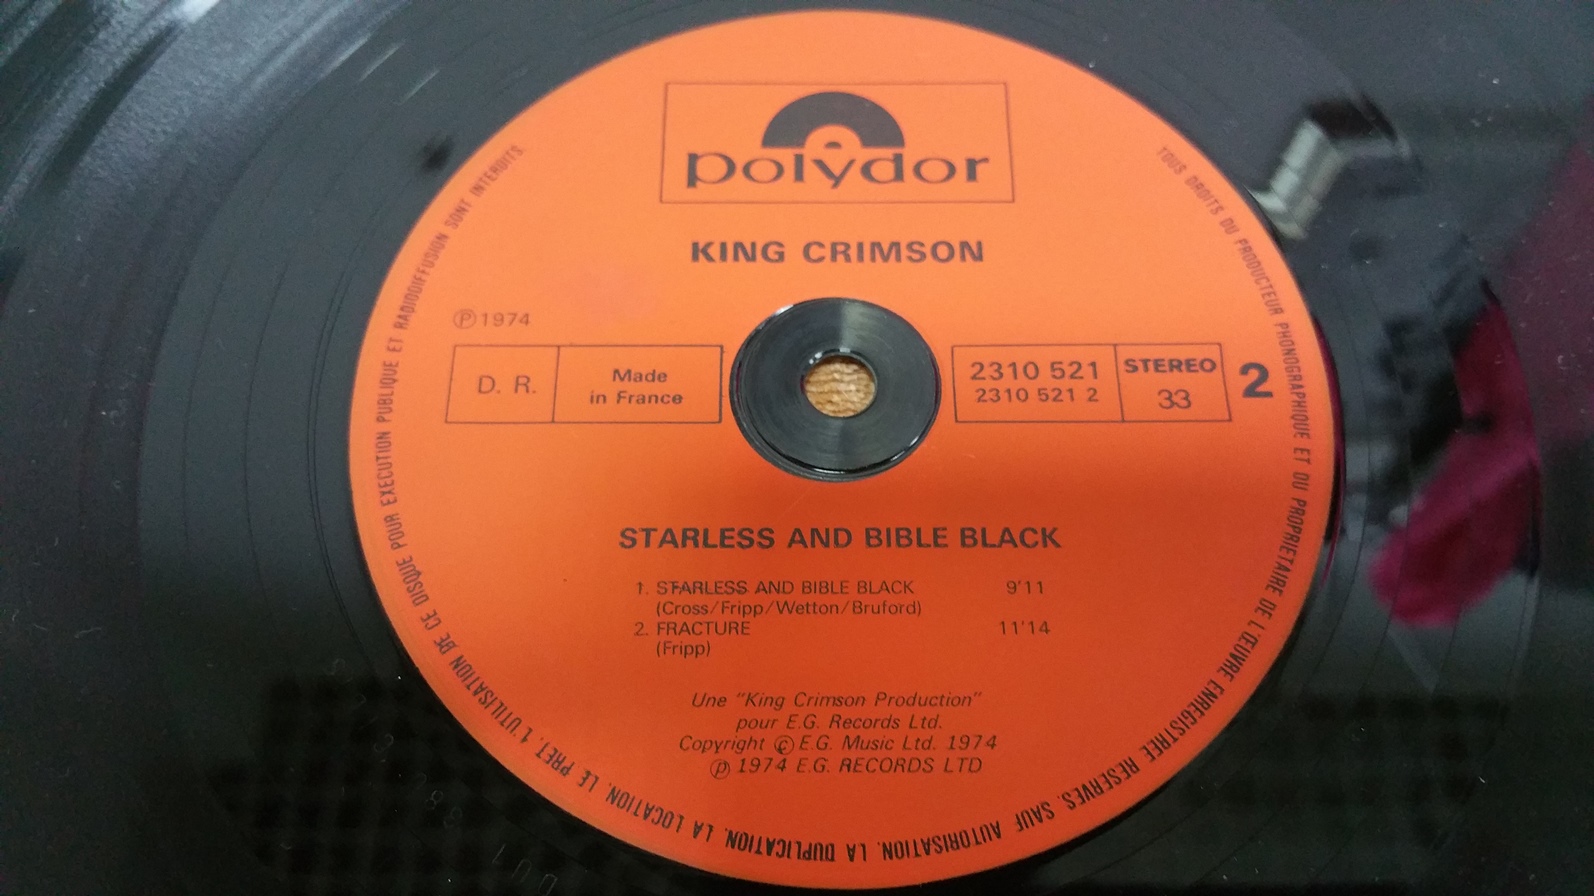 polydor
KING CRIMSON
Ⓟ1974
D. R.
Made
in France
2310 521
2310 521 2
STEREO
33
2
STARLESS AND BIBLE BLACK
1. STARLESS AND BIBLE BLACK 9'11
(Cross/Fripp/Wetton/Bruford)
2. FRACTURE 11'14
(Fripp)
Une "King Crimson Production"
pour E.G. Records Ltd.
Copyright © E.G. Music Ltd. 1974
Ⓟ 1974 E.G. RECORDS LTD
TOUS DROITS DU PRODUCTEUR PHONOGRAPHIQUE ET DU PROPRIETAIRE DE L'ŒUVRE ENREGISTREE RESERVES. SAUF AUTORISATION. LA DUPLICATION. LA LOCATION. LE PRET. L'UTILISATION DE CE DISQUE POUR EXECUTION PUBLIQUE ET RADIODIFFUSION SONT INTERDITS.